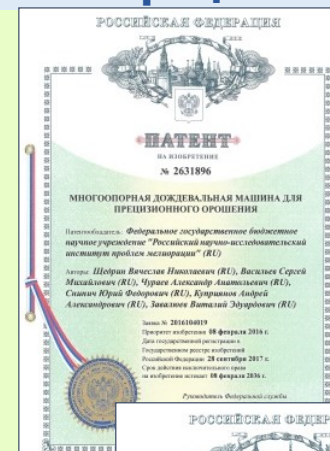 РОССИЙСКАЯ ФЕДЕРАЦИЯ
ПАТЕНТ
НА ИЗОБРЕТЕНИЕ
№ 2631896
МНОГООПОРНАЯ ДОЖДЕВАЛЬНАЯ МАШИНА ДЛЯ
ПРЕЦИЗИОННОГО ОРОШЕНИЯ
Патентообладатель: Федеральное государственное бюджетное
научное учреждение "Российский научно-исследовательский
институт проблем мелиорации" (RU)
Авторы: Щедрин Вячеслав Николаевич (RU), Васильев Сергей
Михайлович (RU), Чураев Александр Анатольевич (RU),
Снипич Юрий Федорович (RU), Куприянов Андрей
Александрович (RU), Завалюев Виталий Эдуардович (RU)
Заявка № 2016104019
Приоритет изобретения 08 февраля 2016 г.
Дата государственной регистрации в
Государственном реестре изобретений
Российской Федерации 28 сентября 2017 г.
Срок действия исключительного права
на изобретение истекает 08 февраля 2036 г.
Руководитель Федеральной службы
РОССИЙСКАЯ ФЕДЕР